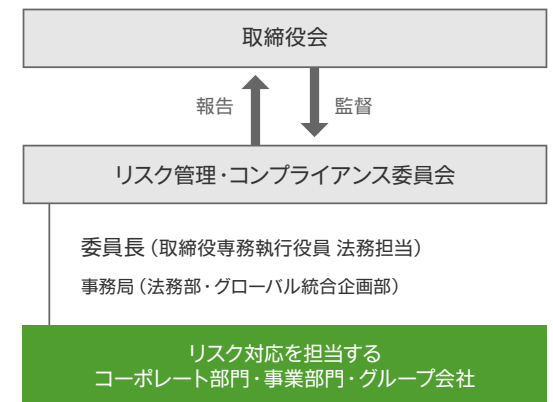 取締役会
報告
監督
リスク管理・コンプライアンス委員会
委員長（取締役専務執行役員 法務担当）
事務局（法務部・グローバル統合企画部）
リスク対応を担当する
コーポレート部門・事業部門・グループ会社